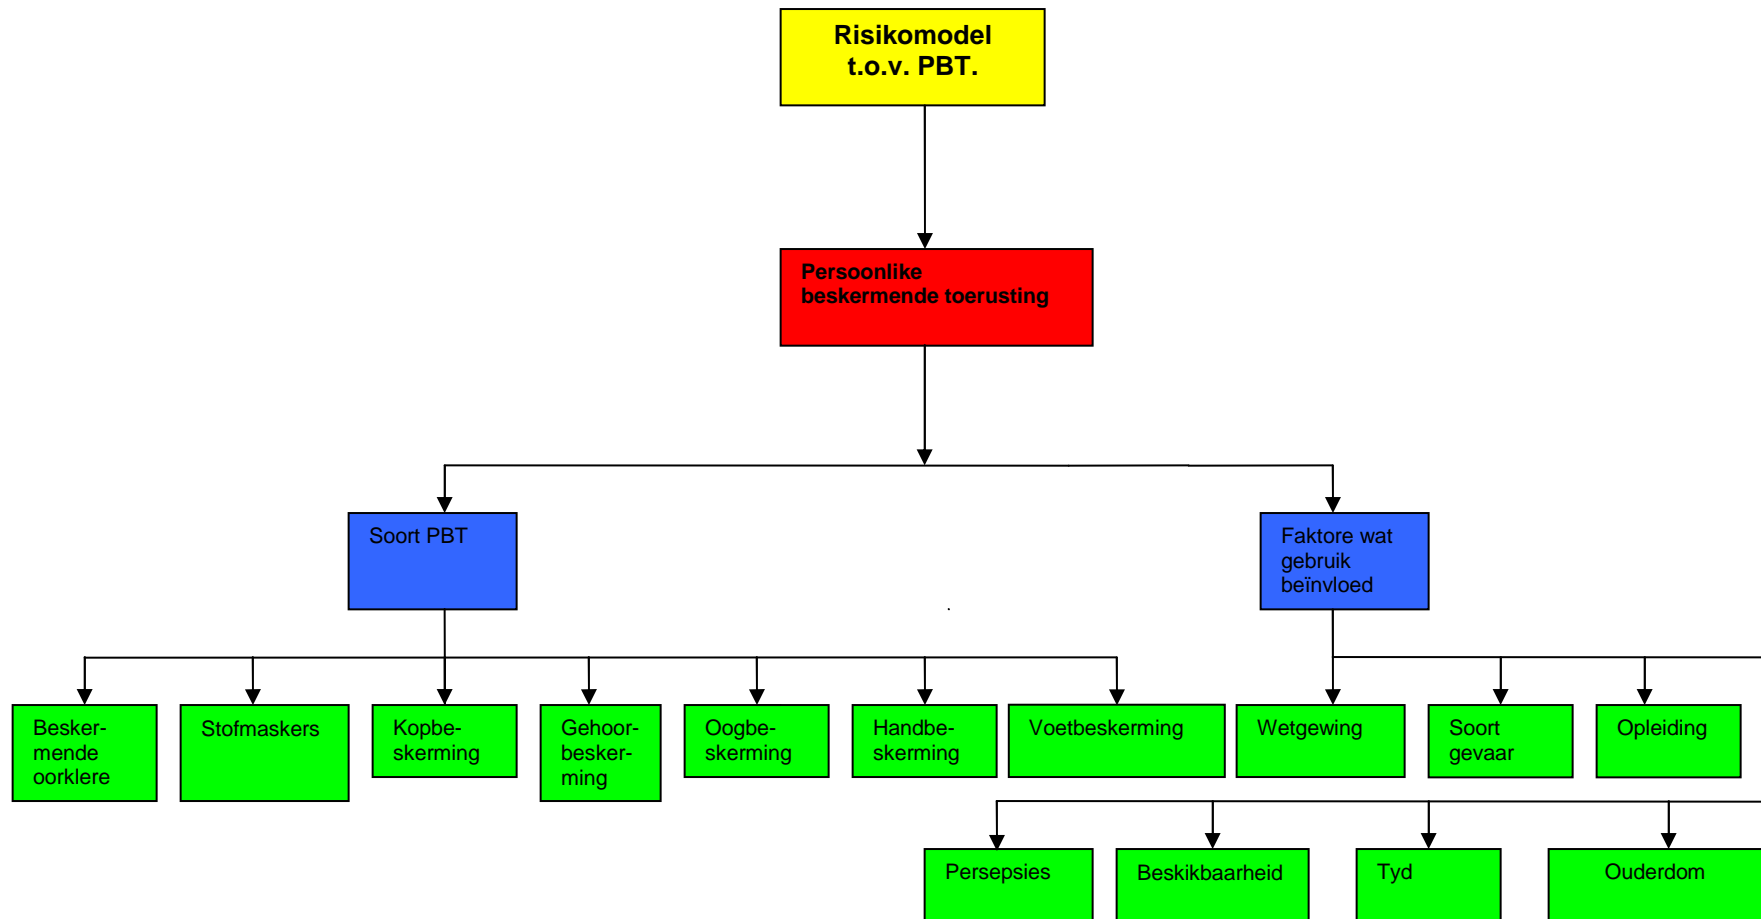 Risikomodel
t.o.v. PBT.
Persoonlike
beskermende toerusting
Soort PBT
Faktore wat
gebruik
beïnvloed
Besker-
mende
oorklere
Stofmaskers
Kopbe-
skerming
Gehoor-
besker-
ming
Oogbe-
skerming
Handbe-
skerming
Voetbeskerming
Wetgewing
Soort
gevaar
Opleiding
Persepsies
Beskikbaarheid
Tyd
Ouderdom